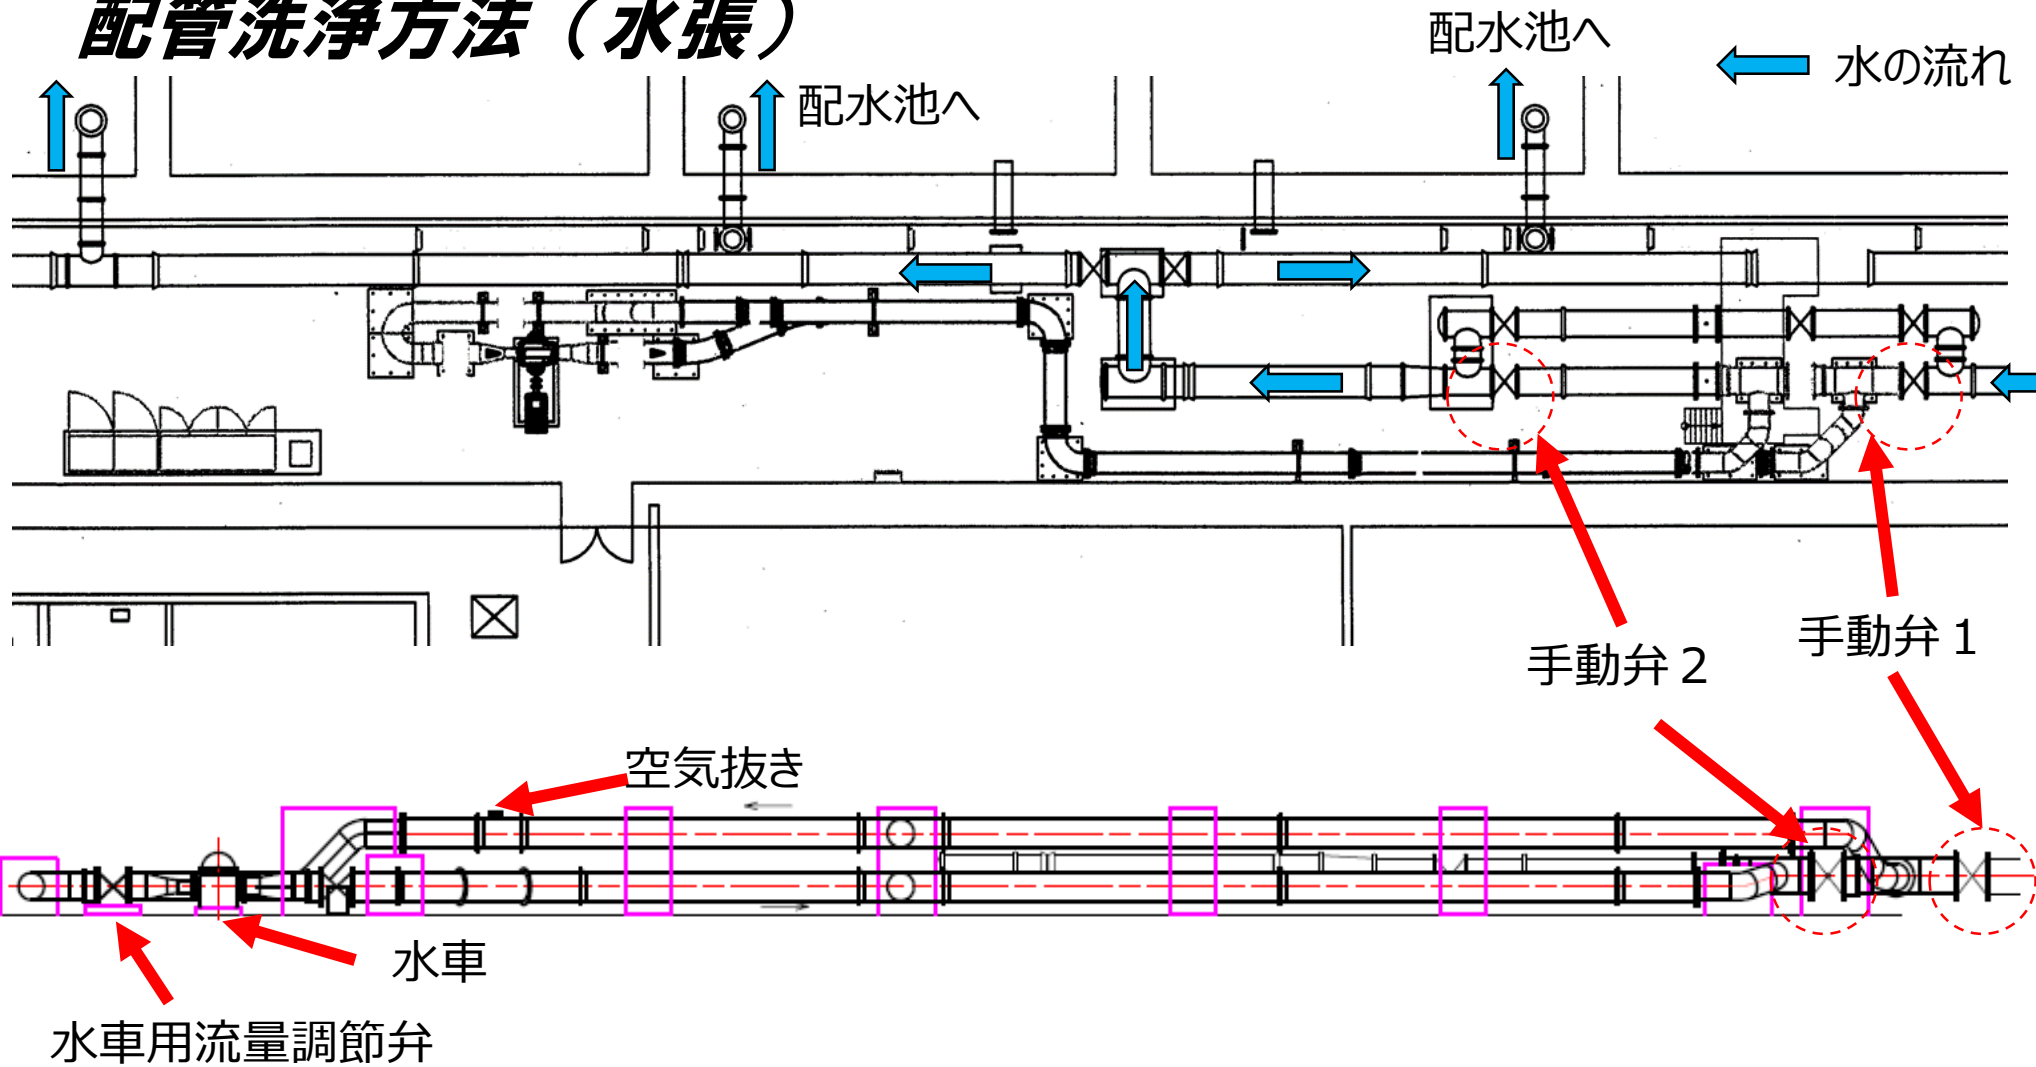 配管洗浄方法（水張）
配水池へ
水の流れ
配水池へ
手動弁１
手動弁２
空気抜き
水車
水車用流量調節弁